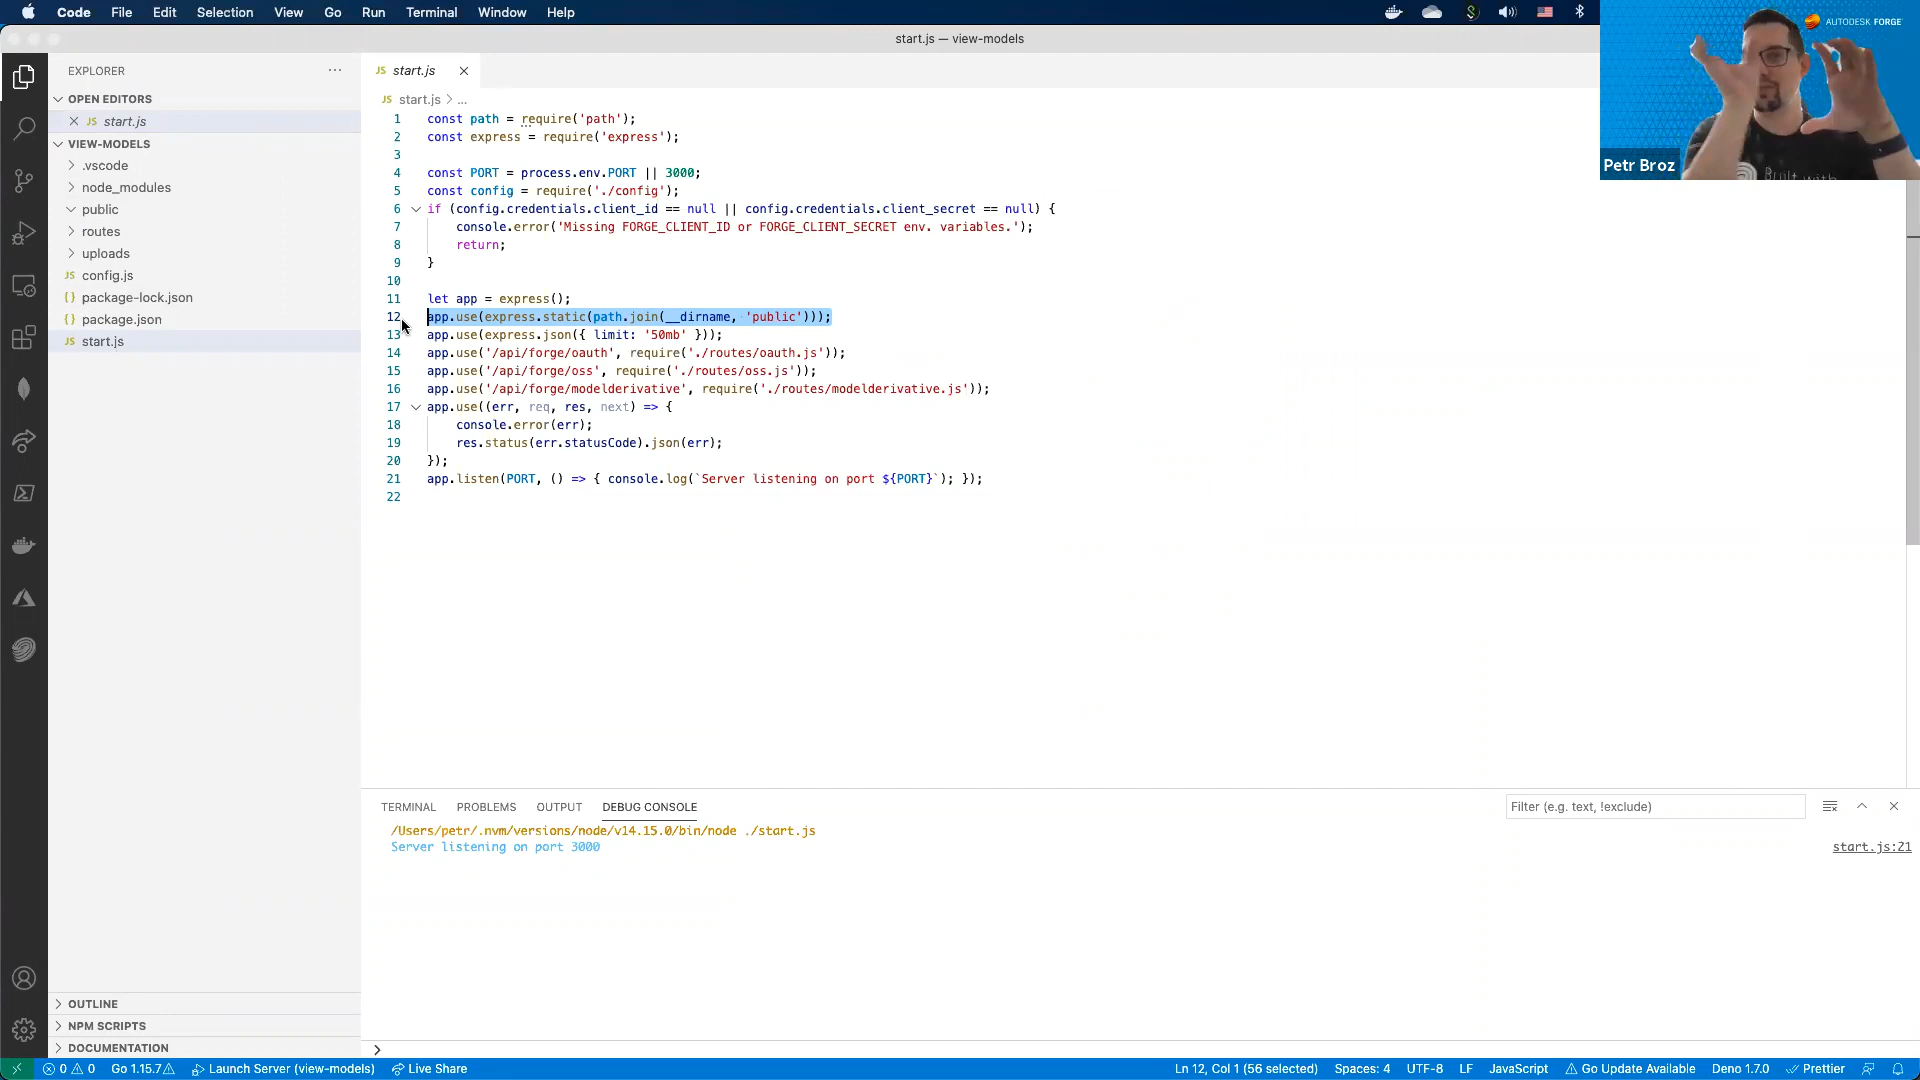 Code File Edit Selection View Go Run Terminal Window Help
start.js — view-models
AUTODESK FORGE
Petr Broz
Built with
EXPLORER
OPEN EDITORS
JS start.js
VIEW-MODELS
.vscode
node_modules
public
routes
uploads
JS config.js
{} package-lock.json
{} package.json
JS start.js
OUTLINE
NPM SCRIPTS
DOCUMENTATION
JS start.js
JS start.js > ...
1 const path = require('path');
2 const express = require('express');
3
4 const PORT = process.env.PORT || 3000;
5 const config = require('./config');
6 if (config.credentials.client_id == null || config.credentials.client_secret == null) {
7 console.error('Missing FORGE_CLIENT_ID or FORGE_CLIENT_SECRET env. variables.');
8 return;
9 }
10
11 let app = express();
12 app.use(express.static(path.join(__dirname, 'public')));
13 app.use(express.json({ limit: '50mb' }));
14 app.use('/api/forge/oauth', require('./routes/oauth.js'));
15 app.use('/api/forge/oss', require('./routes/oss.js'));
16 app.use('/api/forge/modelderivative', require('./routes/modelderivative.js'));
17 app.use((err, req, res, next) => {
18 console.error(err);
19 res.status(err.statusCode).json(err);
20 });
21 app.listen(PORT, () => { console.log(`Server listening on port ${PORT}`); });
22
TERMINAL PROBLEMS OUTPUT DEBUG CONSOLE
Filter (e.g. text, !exclude)
/Users/petr/.nvm/versions/node/v14.15.0/bin/node ./start.js
Server listening on port 3000
start.js:21
0 0 Go 1.15.7 Launch Server (view-models) Live Share
Ln 12, Col 1 (56 selected) Spaces: 4 UTF-8 LF JavaScript Go Update Available Deno 1.7.0 Prettier